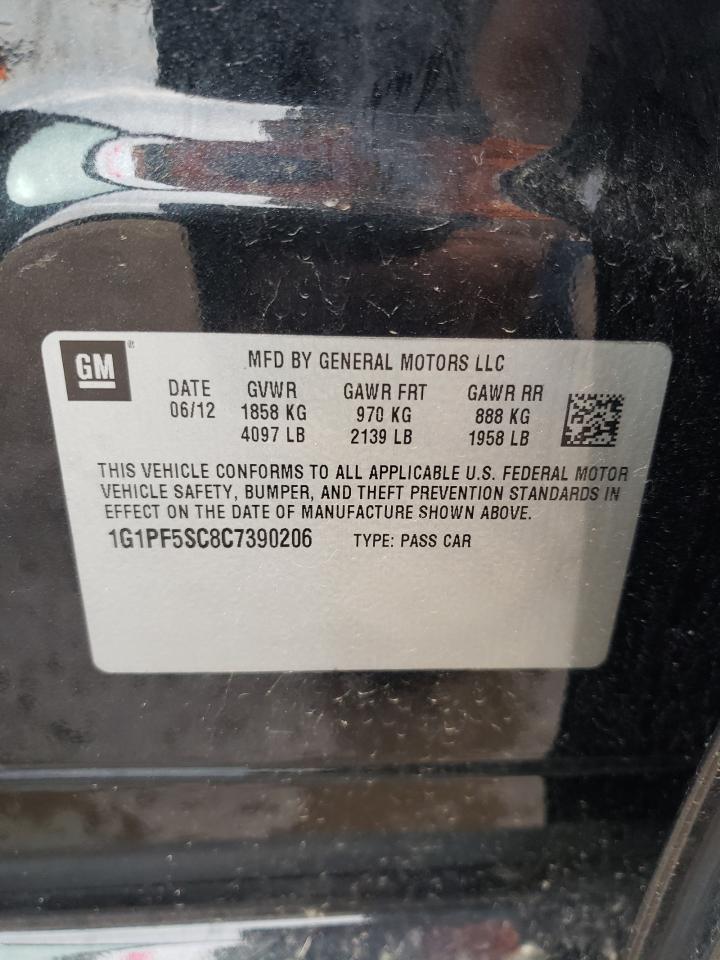 GM ® MFD BY GENERAL MOTORS LLC
DATE GVWR GAWR FRT GAWR RR
06/12 1858 KG 970 KG 888 KG
4097 LB 2139 LB 1958 LB
THIS VEHICLE CONFORMS TO ALL APPLICABLE U.S. FEDERAL MOTOR
VEHICLE SAFETY, BUMPER, AND THEFT PREVENTION STANDARDS IN
EFFECT ON THE DATE OF MANUFACTURE SHOWN ABOVE.
1G1PF5SC8C7390206 TYPE: PASS CAR